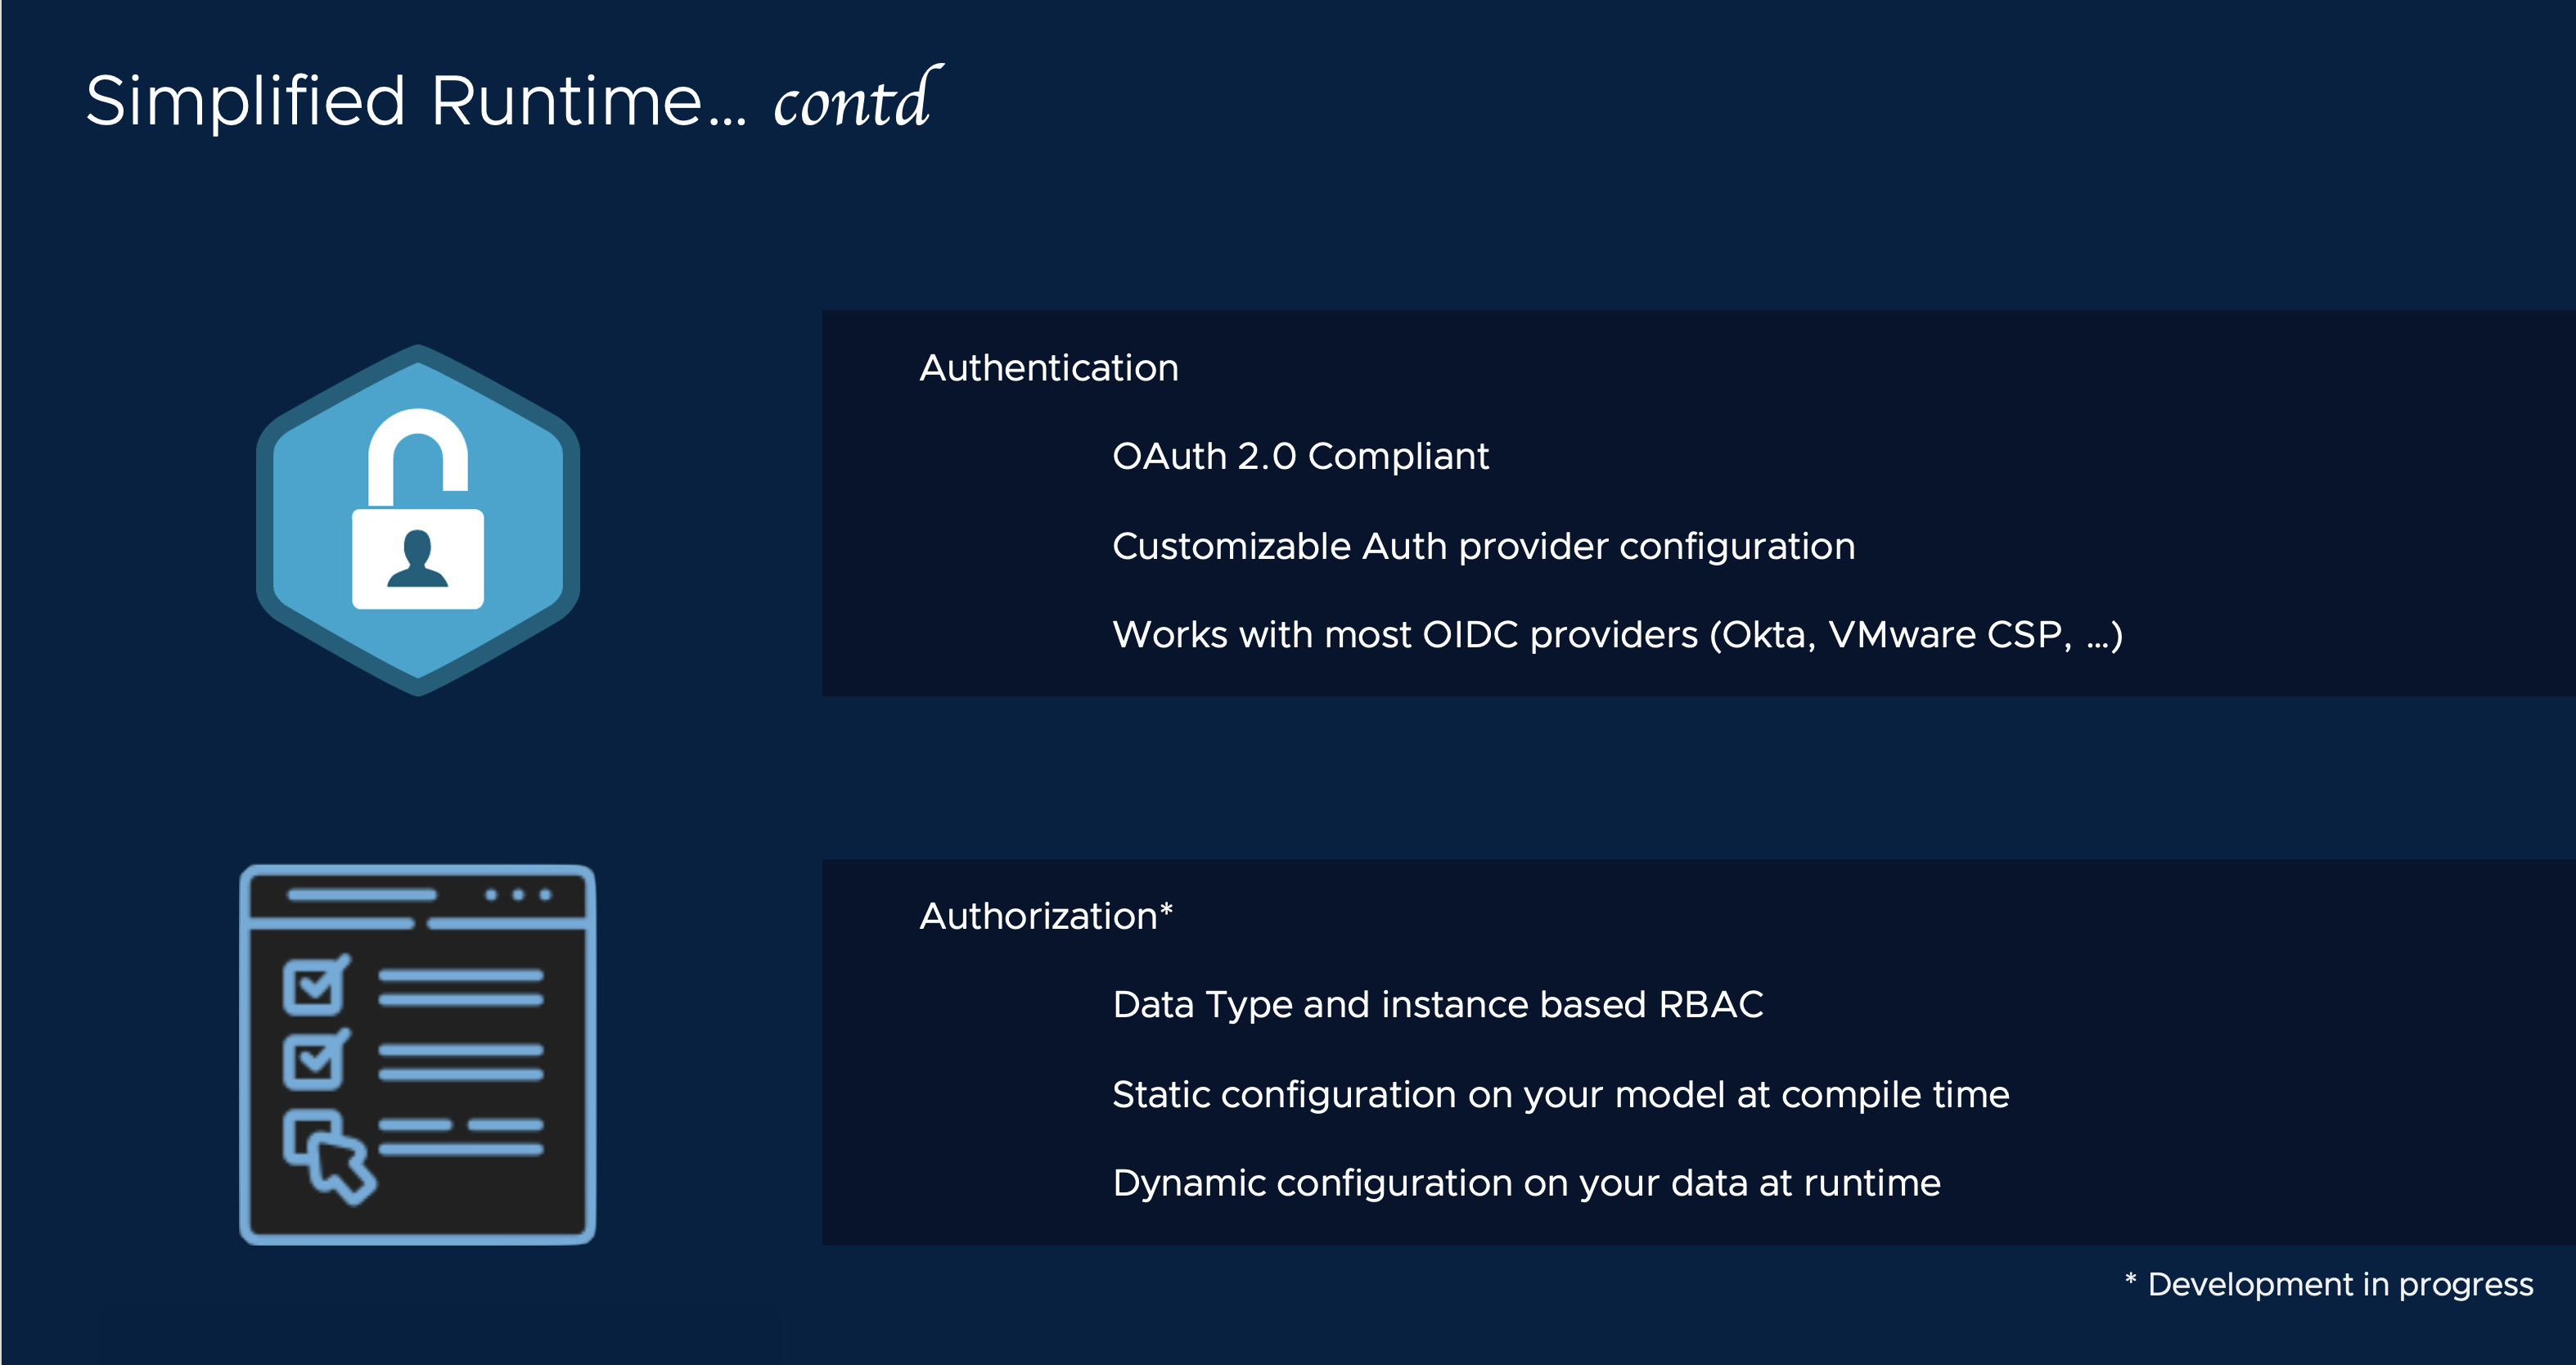 Simplified Runtime... contd
Authentication
OAuth 2.0 Compliant
Customizable Auth provider configuration
Works with most OIDC providers (Okta, VMware CSP, ...)
Authorization*
Data Type and instance based RBAC
Static configuration on your model at compile time
Dynamic configuration on your data at runtime
* Development in progress